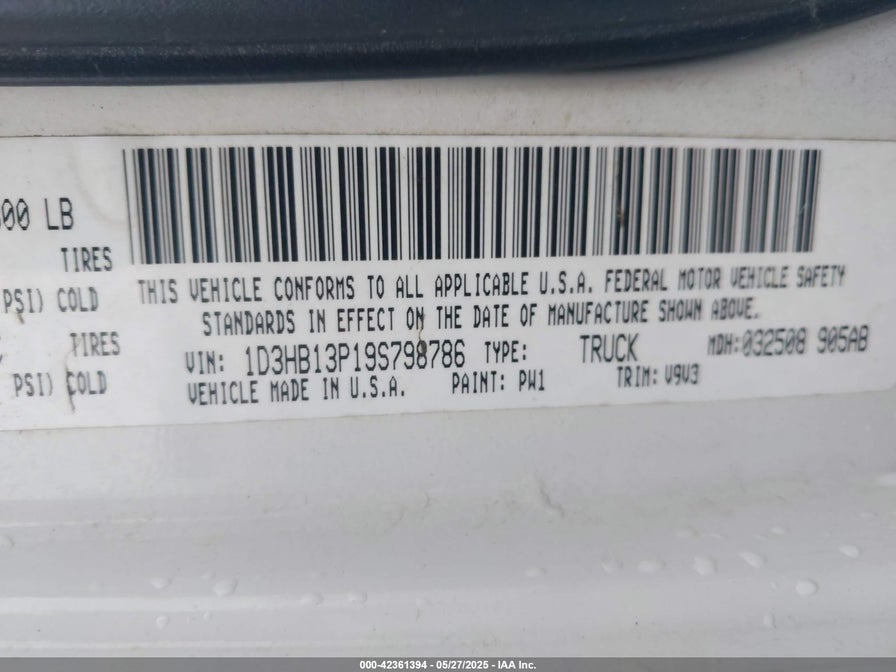 00 LB
TIRES
PSI) COLD
TIRES
PSI) COLD
THIS VEHICLE CONFORMS TO ALL APPLICABLE U.S.A. FEDERAL MOTOR VEHICLE SAFETY
STANDARDS IN EFFECT ON THE DATE OF MANUFACTURE SHOWN ABOVE.
VIN: 1D3HB13P19S798786 TYPE: TRUCK MDH:032508 905AB
VEHICLE MADE IN U.S.A. PAINT: PW1 TRIM: V9V3
000-42361394 - 05/27/2025 - IAA Inc.